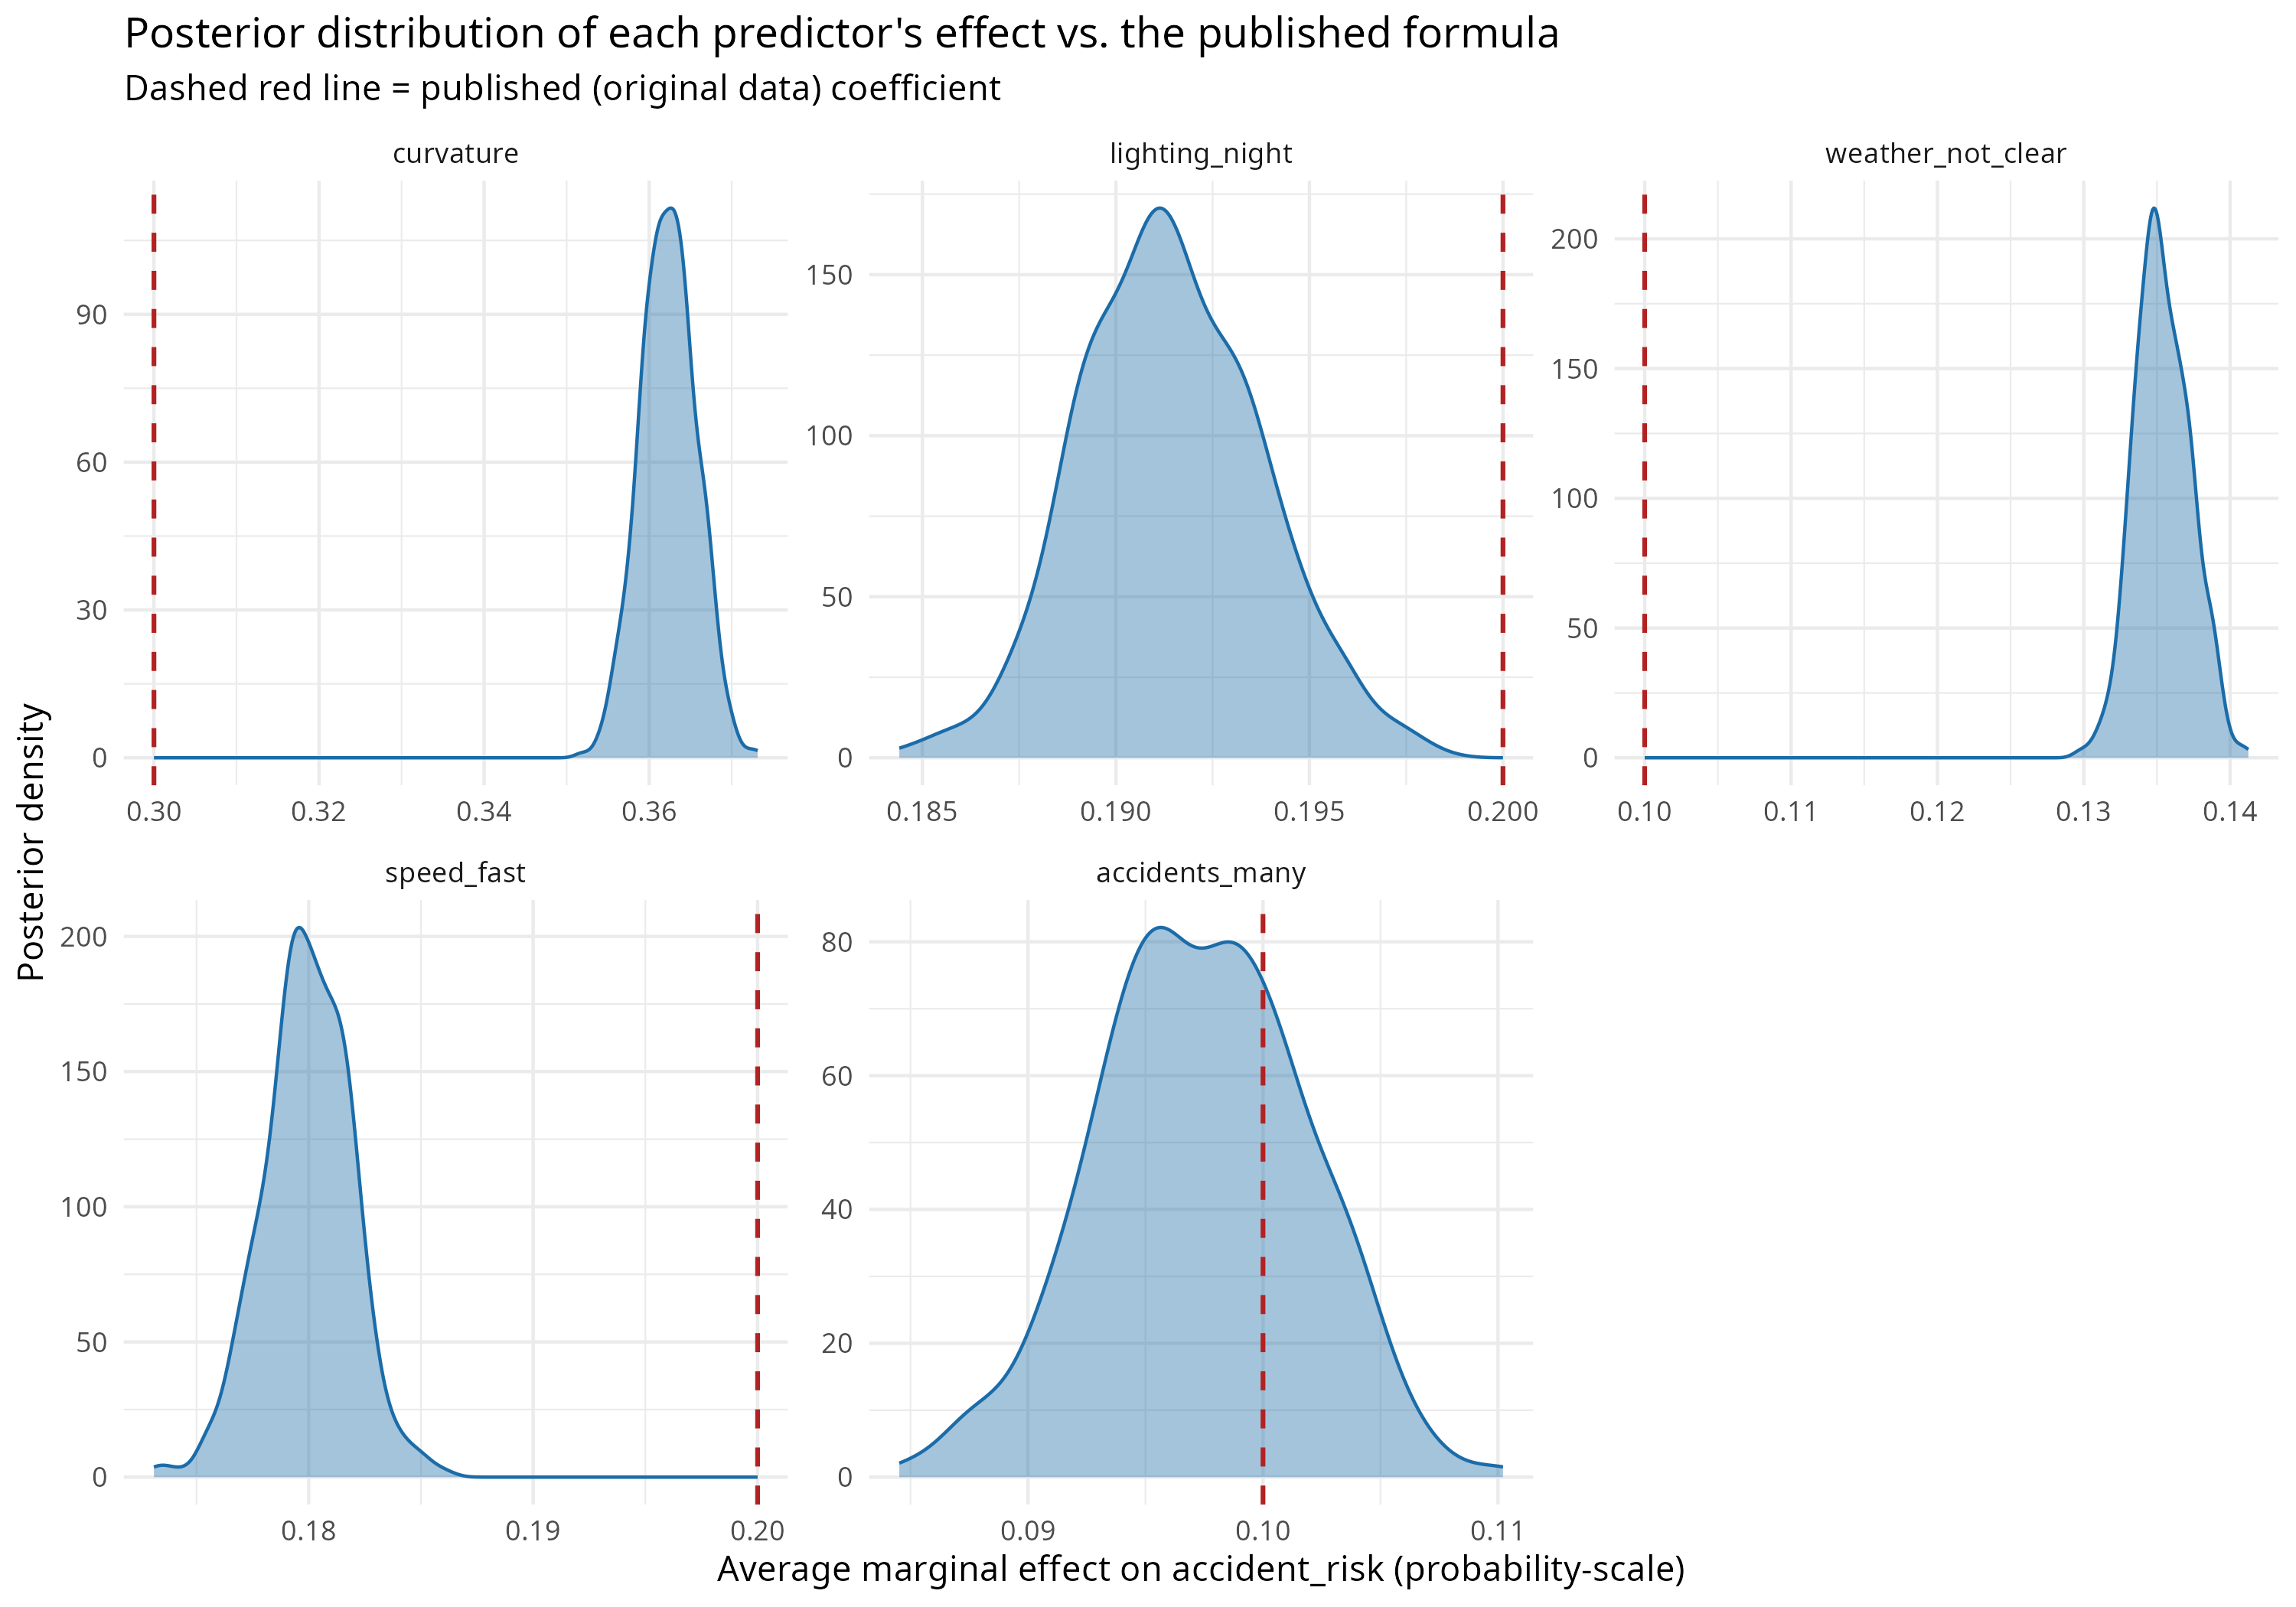 Posterior distribution of each predictor's effect vs. the published formula
Dashed red line = published (original data) coefficient
curvature
lighting_night
weather_not_clear
90
60
30
0
0.30 0.32 0.34 0.36
150
100
50
0
0.185 0.190 0.195 0.200
200
150
100
50
0
0.10 0.11 0.12 0.13 0.14
Posterior density
speed_fast
accidents_many
200
150
100
50
0
0.18 0.19 0.20
80
60
40
20
0
0.09 0.10 0.11
Average marginal effect on accident_risk (probability-scale)